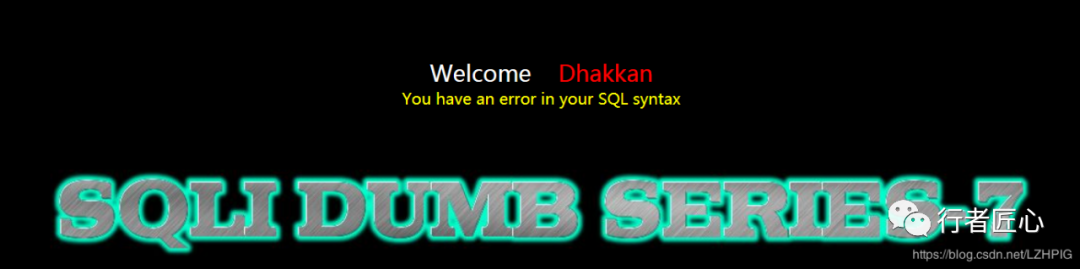 Welcome Dhakkan
You have an error in your SQL syntax
SQLI DUMB SERIES-7
行者匠心
https://blog.csdn.net/LZHPIG